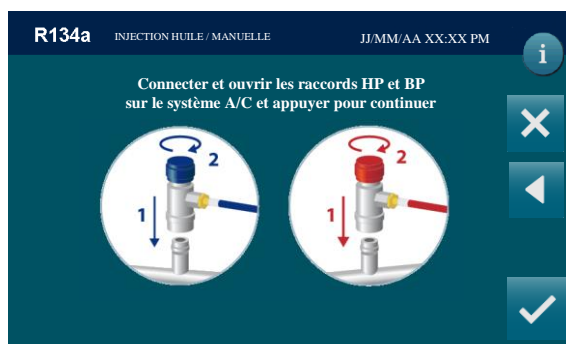 R134a INJECTION HUILE / MANUELLE JJ/MM/AA XX:XX PM
i
Connecter et ouvrir les raccords HP et BP
sur le système A/C et appuyer pour continuer
2 2
1 1